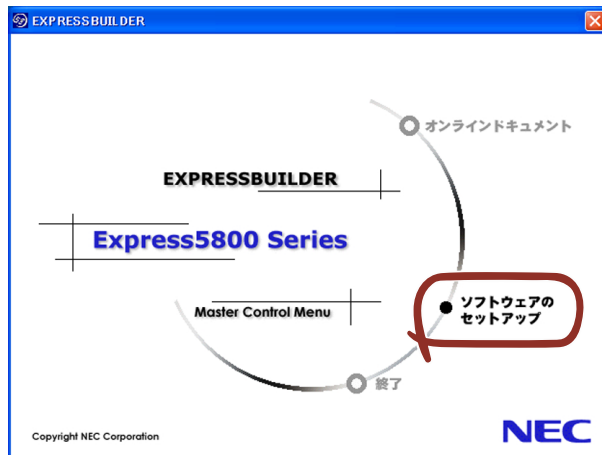 EXPRESSBUILDER
オンラインドキュメント
EXPRESSBUILDER
Express5800 Series
Master Control Menu
ソフトウェアの
セットアップ
終了
Copyright NEC Corporation
NEC